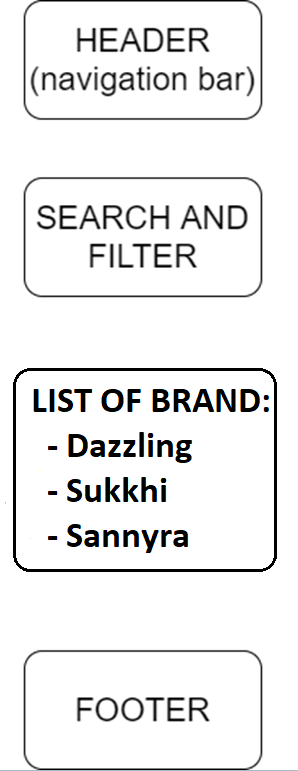 HEADER
(navigation bar)
SEARCH AND
FILTER
LIST OF BRAND:
- Dazzling
- Sukkhi
- Sannyra
FOOTER